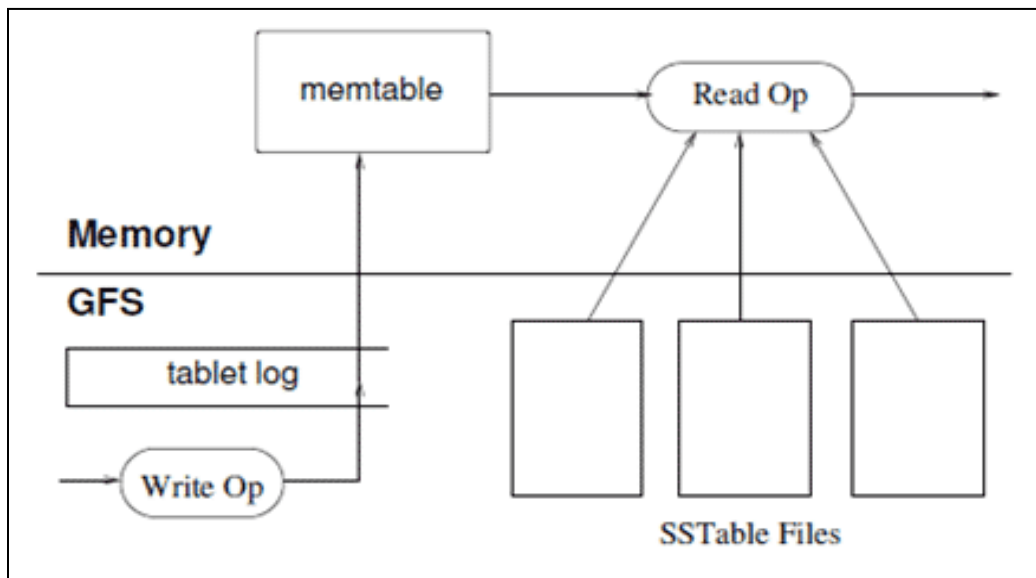 memtable
Read Op
Memory
GFS
tablet log
Write Op
SSTable Files